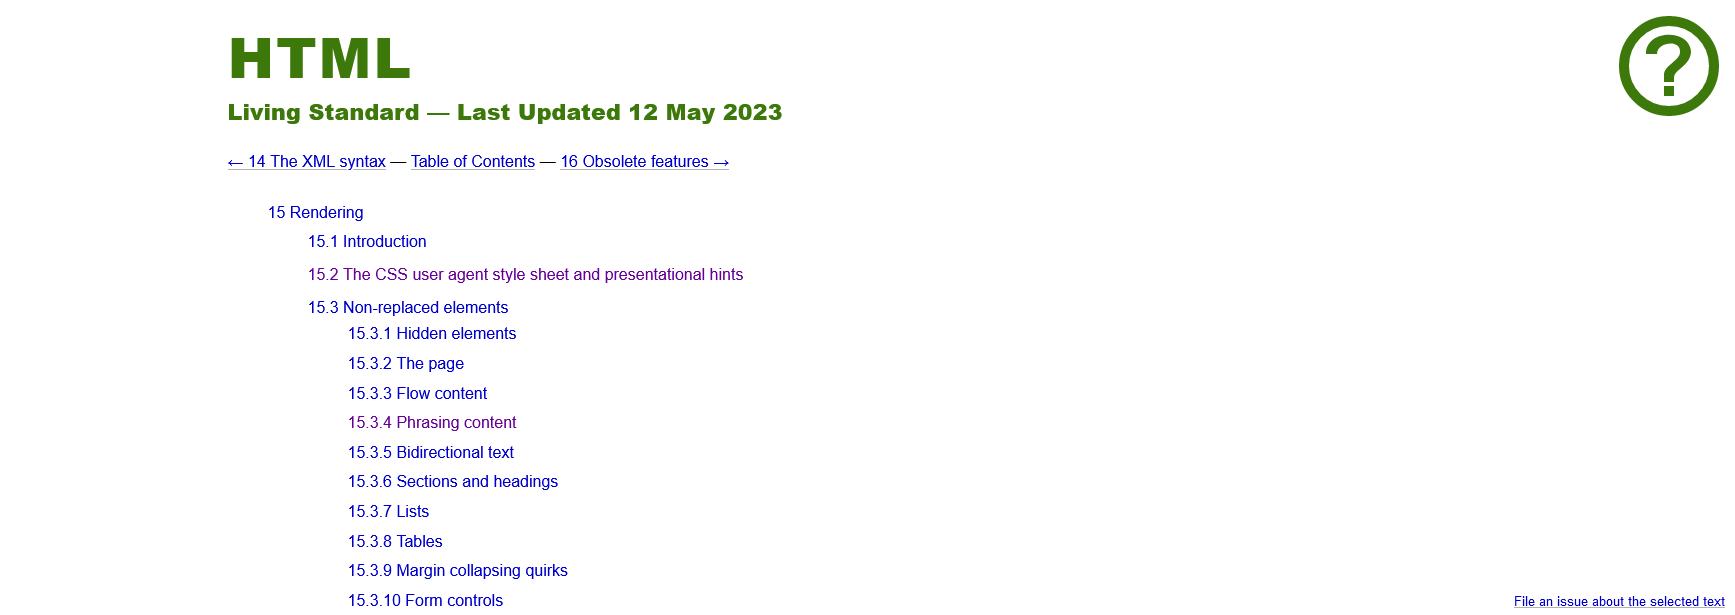 HTML
Living Standard — Last Updated 12 May 2023
← 14 The XML syntax — Table of Contents — 16 Obsolete features →
15 Rendering
15.1 Introduction
15.2 The CSS user agent style sheet and presentational hints
15.3 Non-replaced elements
15.3.1 Hidden elements
15.3.2 The page
15.3.3 Flow content
15.3.4 Phrasing content
15.3.5 Bidirectional text
15.3.6 Sections and headings
15.3.7 Lists
15.3.8 Tables
15.3.9 Margin collapsing quirks
15.3.10 Form controls
File an issue about the selected text
?